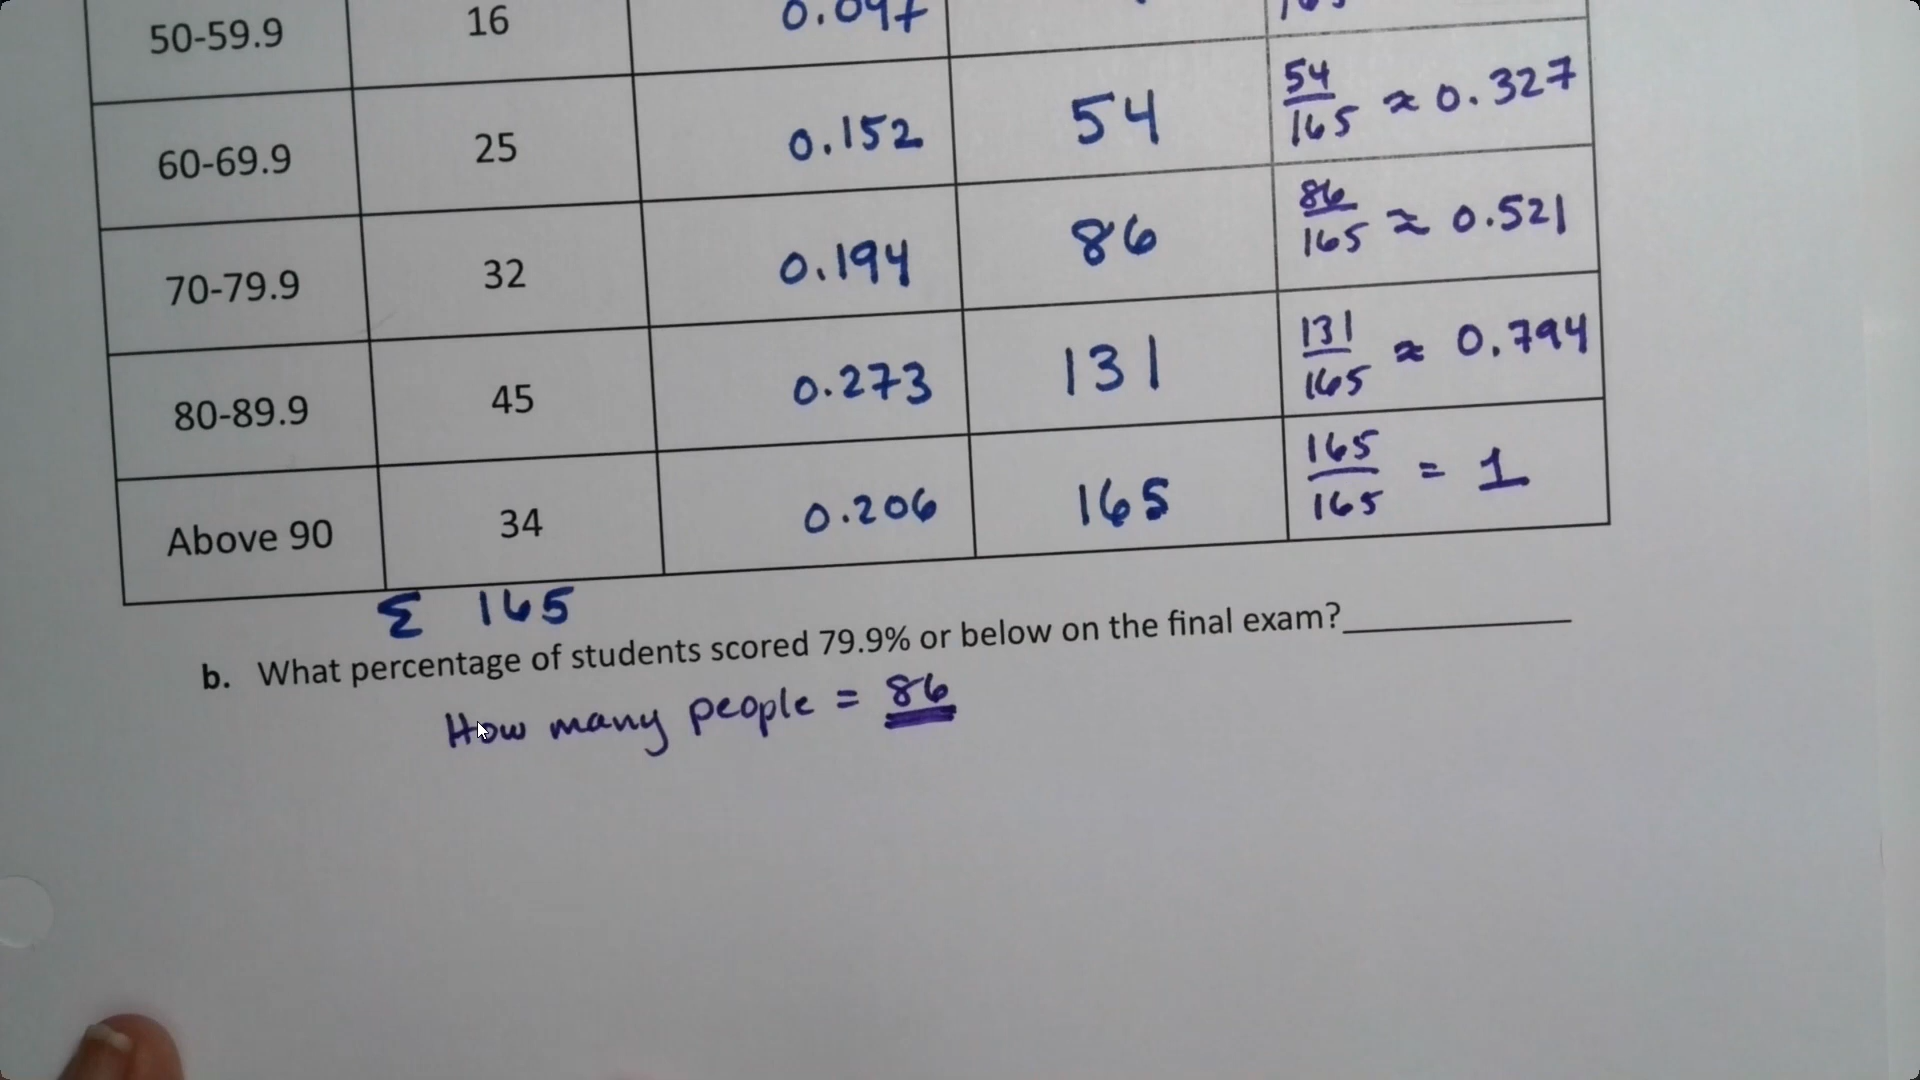 50-59.9 16 0.097
60-69.9 25 0.152 54 54/165 ≈ 0.327
70-79.9 32 0.194 86 86/165 ≈ 0.521
80-89.9 45 0.273 131 131/165 ≈ 0.794
Above 90 34 0.206 165 165/165 = 1
Σ 165
b. What percentage of students scored 79.9% or below on the final exam?
How many people = 86